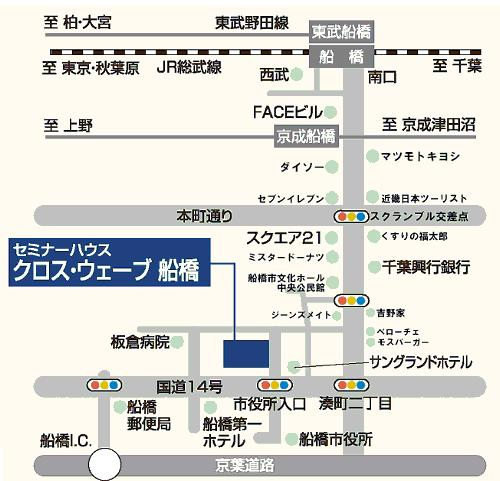 至 柏・大宮
東武野田線
東武船橋
至 東京・秋葉原
JR総武線
船橋
至 千葉
西武
南口
FACEビル
至 上野
京成船橋
至 京成津田沼
ダイソー
マツモトキヨシ
セブンイレブン
近畿日本ツーリスト
本町通り
スクランブル交差点
スクエア21
くすりの福太郎
セミナーハウス
クロス・ウェーブ 船橋
ミスタードーナツ
千葉興行銀行
船橋市文化ホール
中央公民館
ジーンズメイト
吉野家
ベローチェ
モスバーガー
板倉病院
サングランドホテル
国道14号
市役所入口
湊町二丁目
船橋
郵便局
船橋第一
ホテル
船橋市役所
船橋I.C.
京葉道路